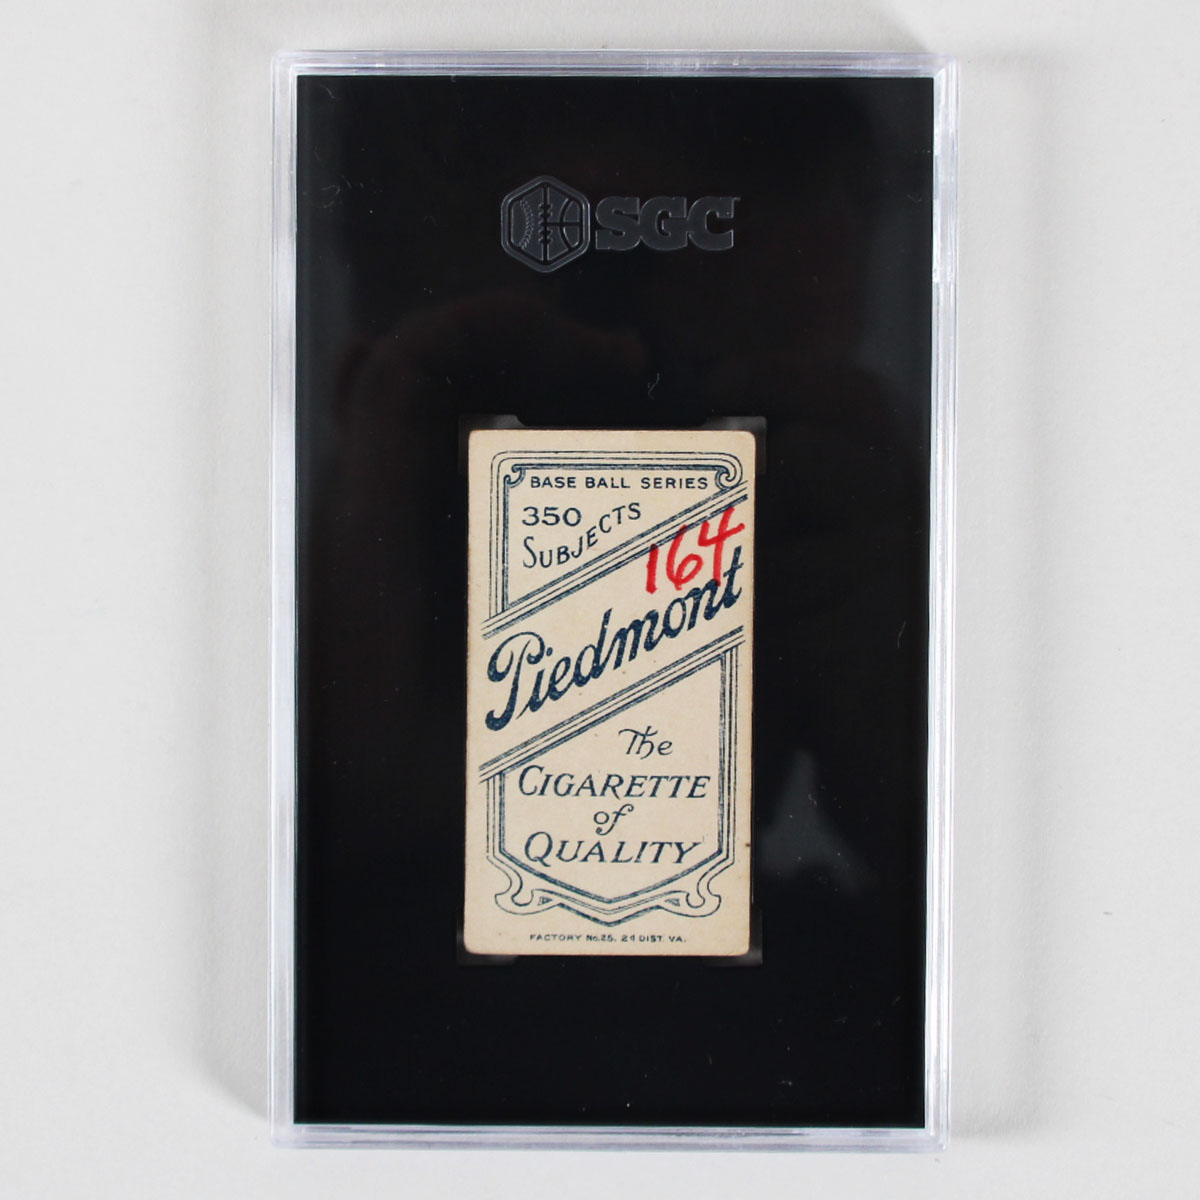 SGC
BASE BALL SERIES
350 SUBJECTS
164
Piedmont
The
CIGARETTE
of
QUALITY
FACTORY No.25, 2d DIST. VA.